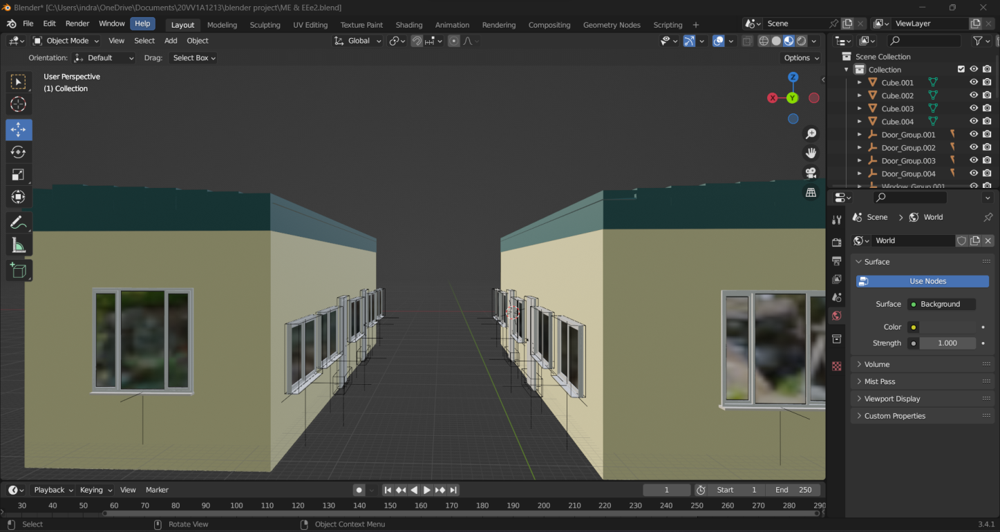 Blender* [C:\Users\indra\OneDrive\Documents\20VV1A1213\blender project\ME & EEe2.blend]
File Edit Render Window Help Layout Modeling Sculpting UV Editing Texture Paint Shading Animation Rendering Compositing Geometry Nodes Scripting + Scene ViewLayer
Object Mode View Select Add Object Global
Orientation: Default Drag: Select Box Options
User Perspective
(1) Collection
Z
X Y
Scene Collection
Collection
Cube.001
Cube.002
Cube.003
Cube.004
Door_Group.001
Door_Group.002
Door_Group.003
Door_Group.004
Window_Group.001
Scene > World
World
Surface
Use Nodes
Surface Background
Color
Strength 1.000
Volume
Mist Pass
Viewport Display
Custom Properties
Playback Keying View Marker 1 Start 1 End 250
30 40 50 60 70 80 90 100 110 120 130 140 150 160 170 180 190 200 210 220 230 240 250 260 270 280 290
Select Rotate View Object Context Menu 3.4.1